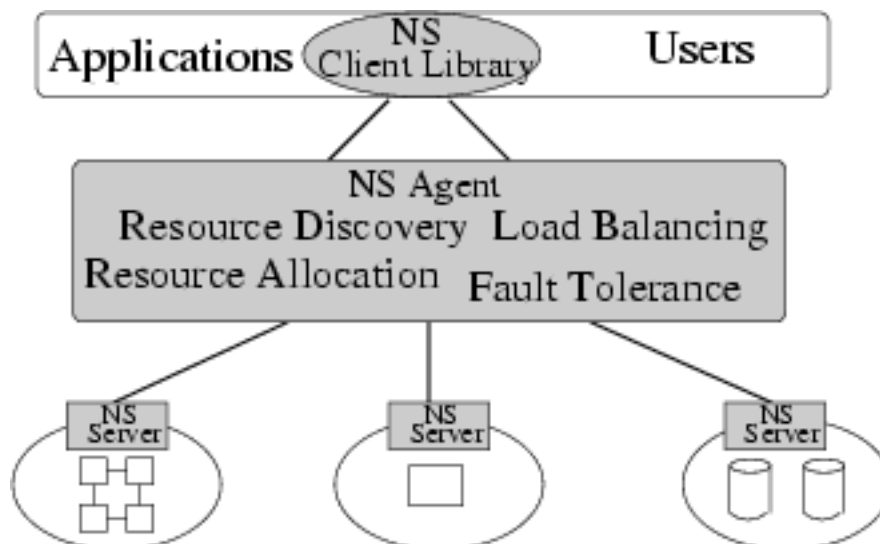 Applications
NS
Client Library
Users
NS Agent
Resource Discovery
Load Balancing
Resource Allocation
Fault Tolerance
NS
Server
NS
Server
NS
Server